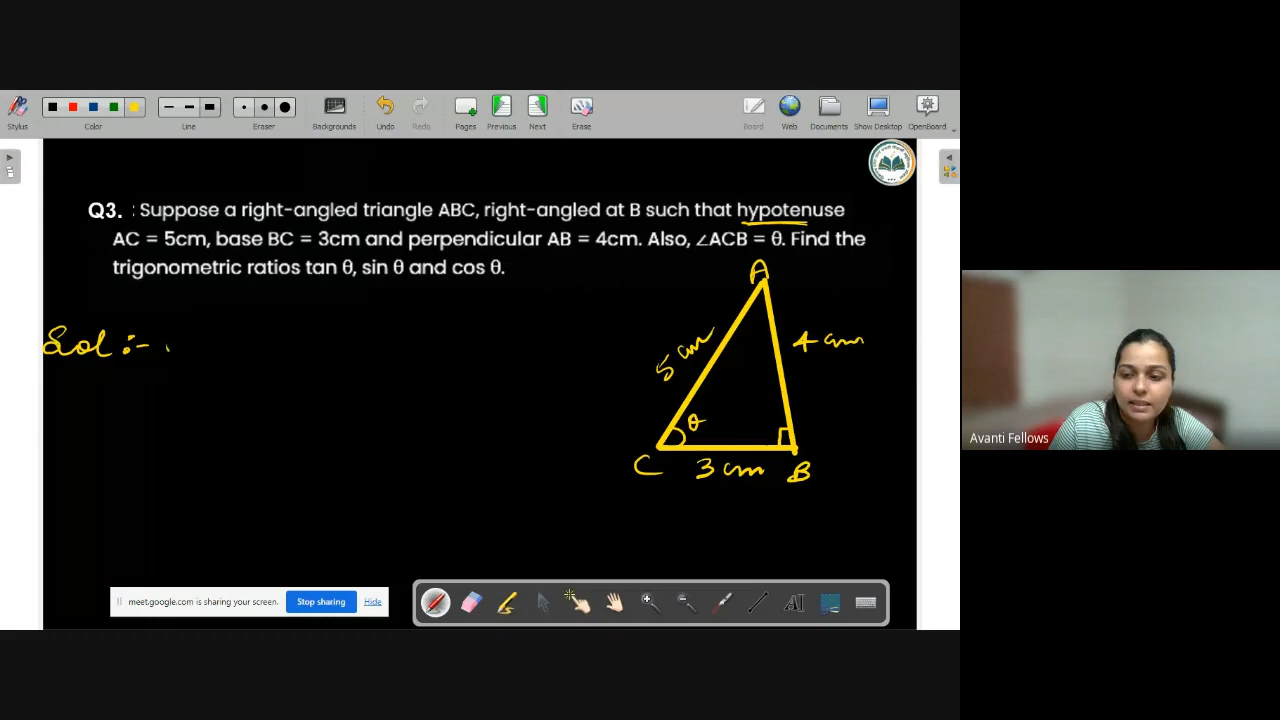 Stylus
Color
Line
Eraser
Backgrounds
Undo
Redo
Pages
Previous
Next
Erase
Board
Web
Documents
Show Desktop
OpenBoard
Q3. : Suppose a right-angled triangle ABC, right-angled at B such that hypotenuse
AC = 5cm, base BC = 3cm and perpendicular AB = 4cm. Also, ∠ACB = θ. Find the
trigonometric ratios tan θ, sin θ and cos θ.
A
Sol :-
5 cm
4 cm
θ
C
3 cm
B
Avanti Fellows
meet.google.com is sharing your screen.
Stop sharing
Hide
AI